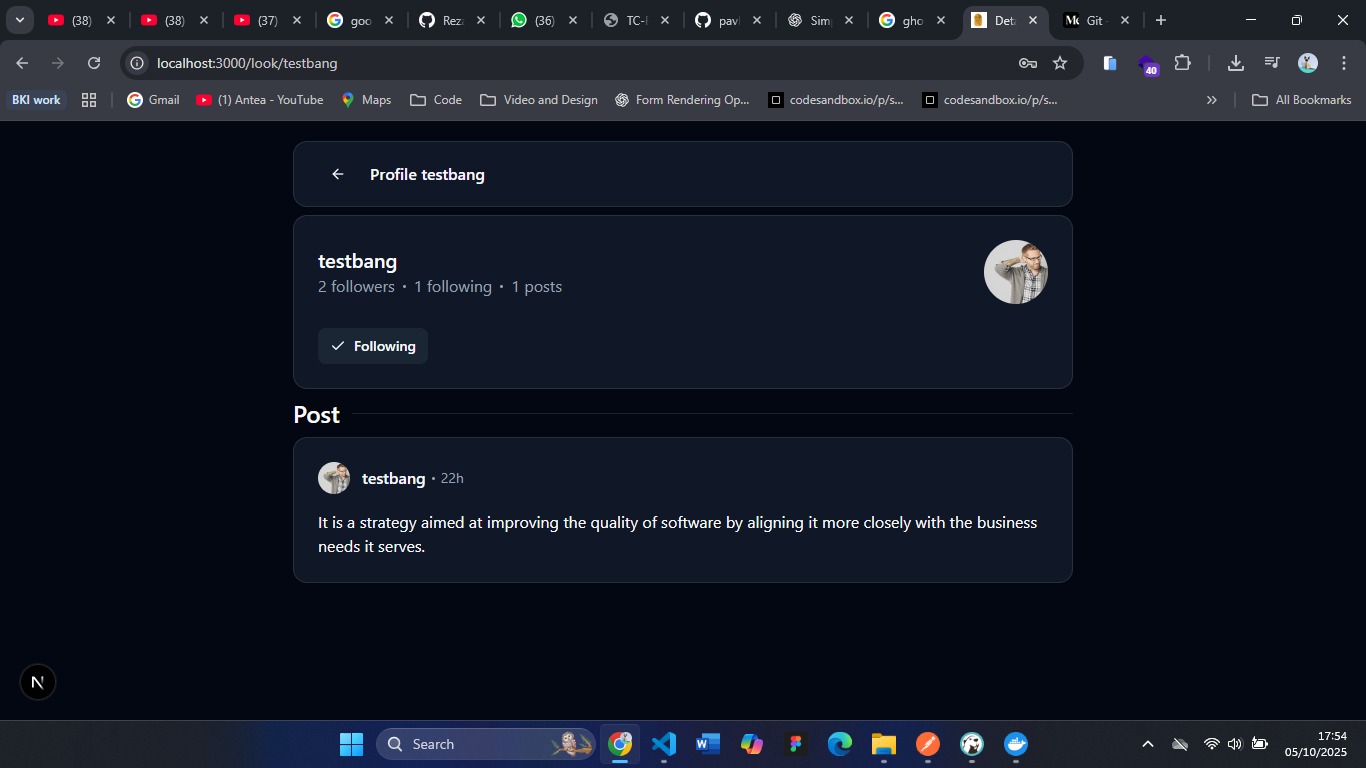 (38)
(38)
(37)
goo
Rez
(36)
TC-
pav
Sim
gho
Det
Git -
localhost:3000/look/testbang
40
BKI work
Gmail
(1) Antea - YouTube
Maps
Code
Video and Design
Form Rendering Op...
codesandbox.io/p/s...
codesandbox.io/p/s...
All Bookmarks
Profile testbang
testbang
2 followers • 1 following • 1 posts
Following
Post
testbang • 22h
It is a strategy aimed at improving the quality of software by aligning it more closely with the business
needs it serves.
N
Search
17:54
05/10/2025